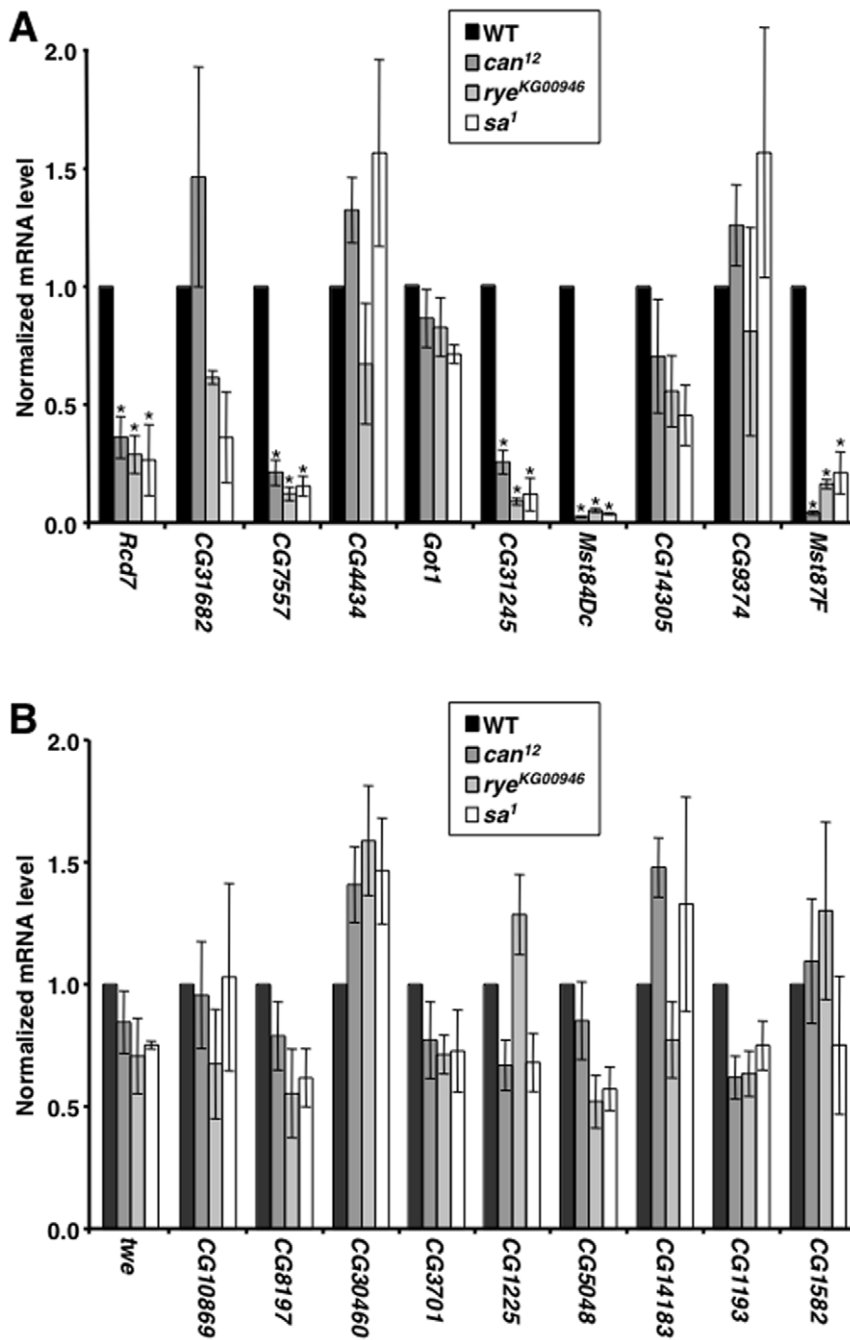 A
WT
can12
ryeKG00946
sa1
Normalized mRNA level
2.0
1.5
1.0
0.5
0.0
* * *
* * *
* * *
* * *
* * *
Rcd7
CG31682
CG7557
CG4434
Got1
CG31245
Mst84Dc
CG14305
CG9374
Mst87F
B
WT
can12
ryeKG00946
sa1
Normalized mRNA level
2.0
1.5
1.0
0.5
0.0
twe
CG10869
CG8197
CG30460
CG3701
CG1225
CG5048
CG14183
CG1193
CG1582